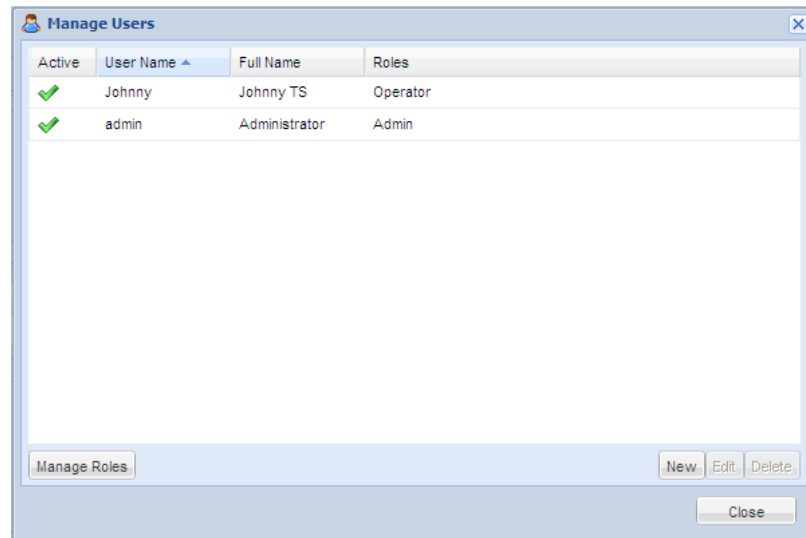 Manage Users
Active User Name Full Name Roles
Johnny Johnny TS Operator
admin Administrator Admin
Manage Roles New Edit Delete
Close